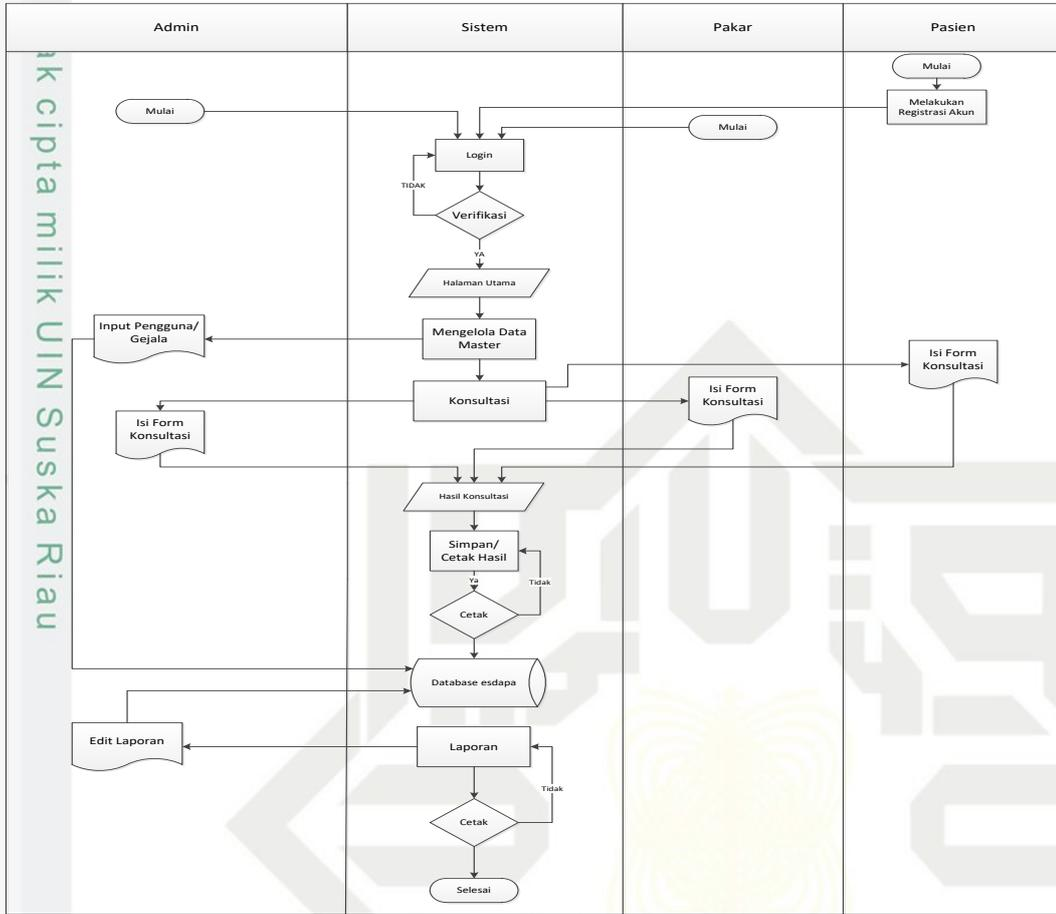 Admin
Sistem
Pakar
Pasien
Mulai
Melakukan
Registrasi Akun
Mulai
Mulai
Login
TIDAK
Verifikasi
YA
Halaman Utama
Input Pengguna/
Gejala
Mengelola Data
Master
Isi Form
Konsultasi
Konsultasi
Isi Form
Konsultasi
Isi Form
Konsultasi
Hasil Konsultasi
Simpan/
Cetak Hasil
Ya
Tidak
Cetak
Database esdapa
Edit Laporan
Laporan
Tidak
Cetak
Selesai
ak cipta milik UIN Suska Riau